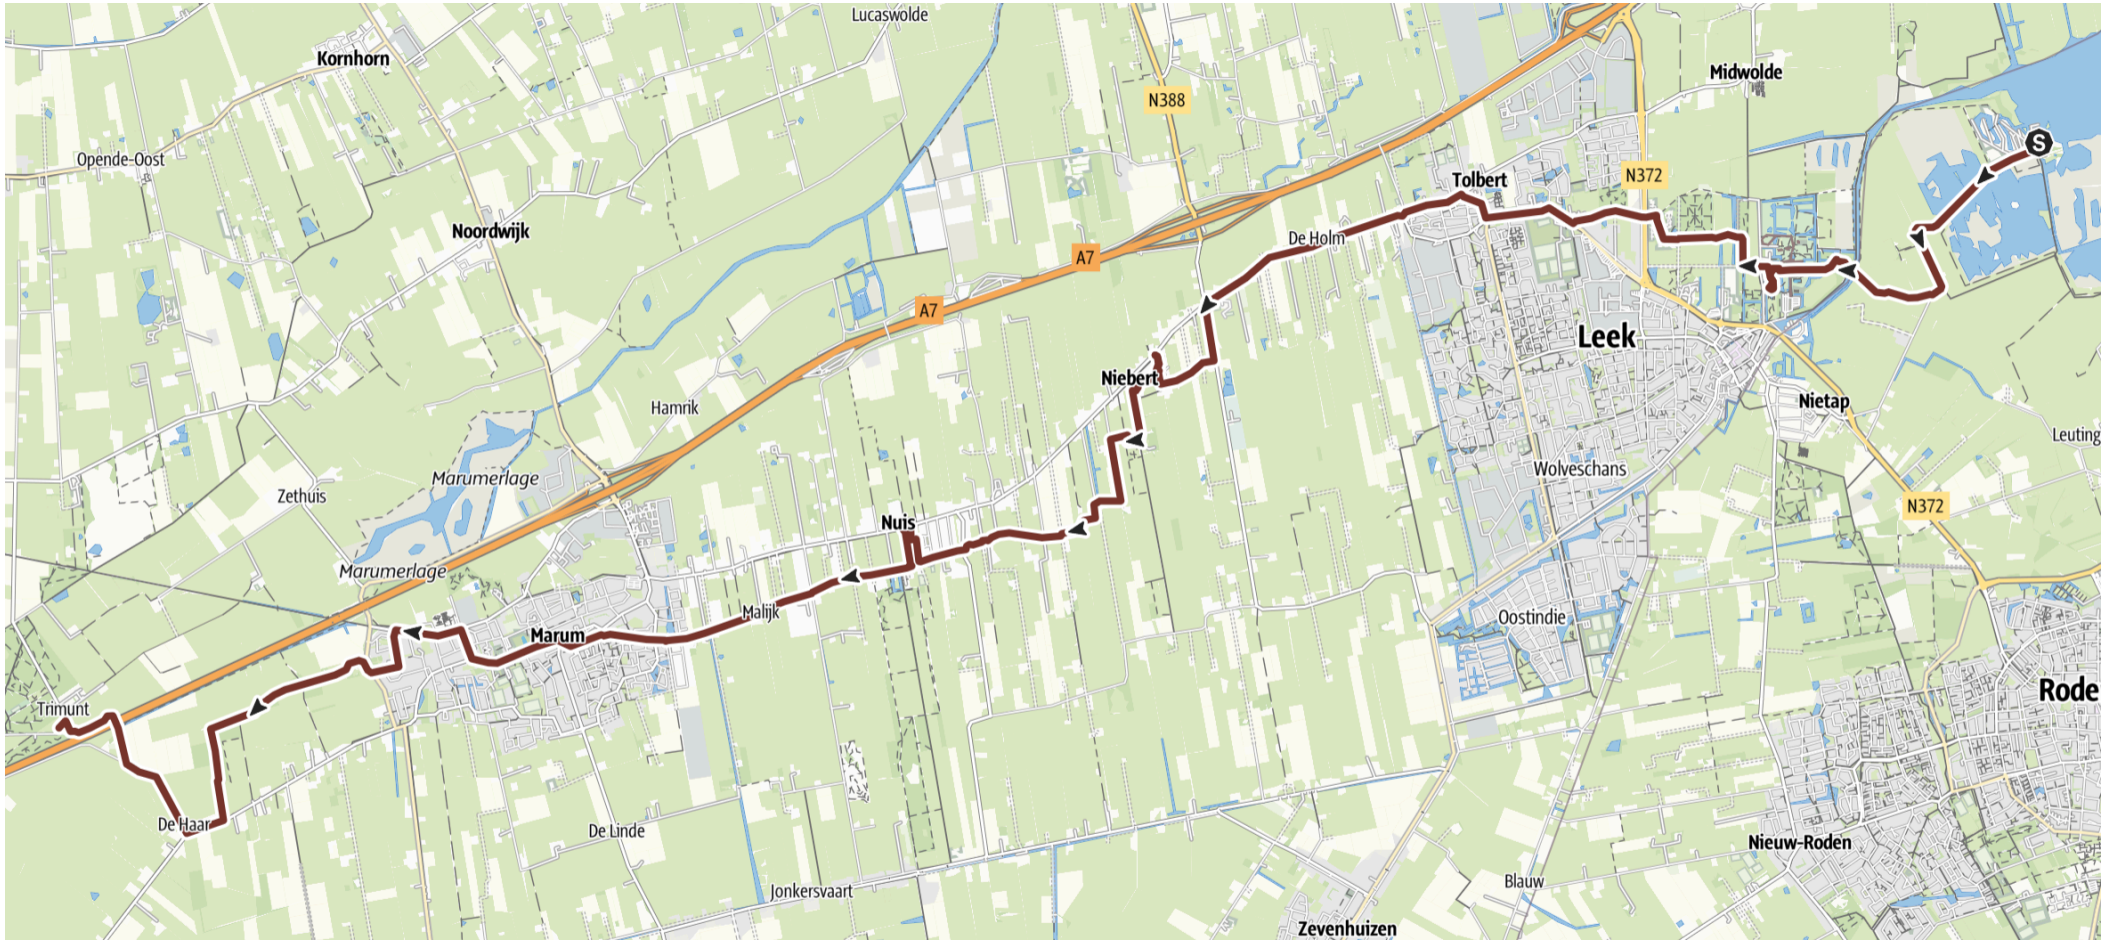 Lucaswolde
Kornhorn
Midwolde
N388
S
Opende-Oost
N372
Tolbert
Noordwijk
De Holm
A7
A7
Leek
Niebert
Hamrik
Nietap
Leuting
Marumerlage
Wolveschans
Zethuis
N372
Nuis
Marumerlage
Malijk
Oostindie
Marum
Rode
Trimunt
De Haar
De Linde
Nieuw-Roden
Jonkersvaart
Blauw
Zevenhuizen